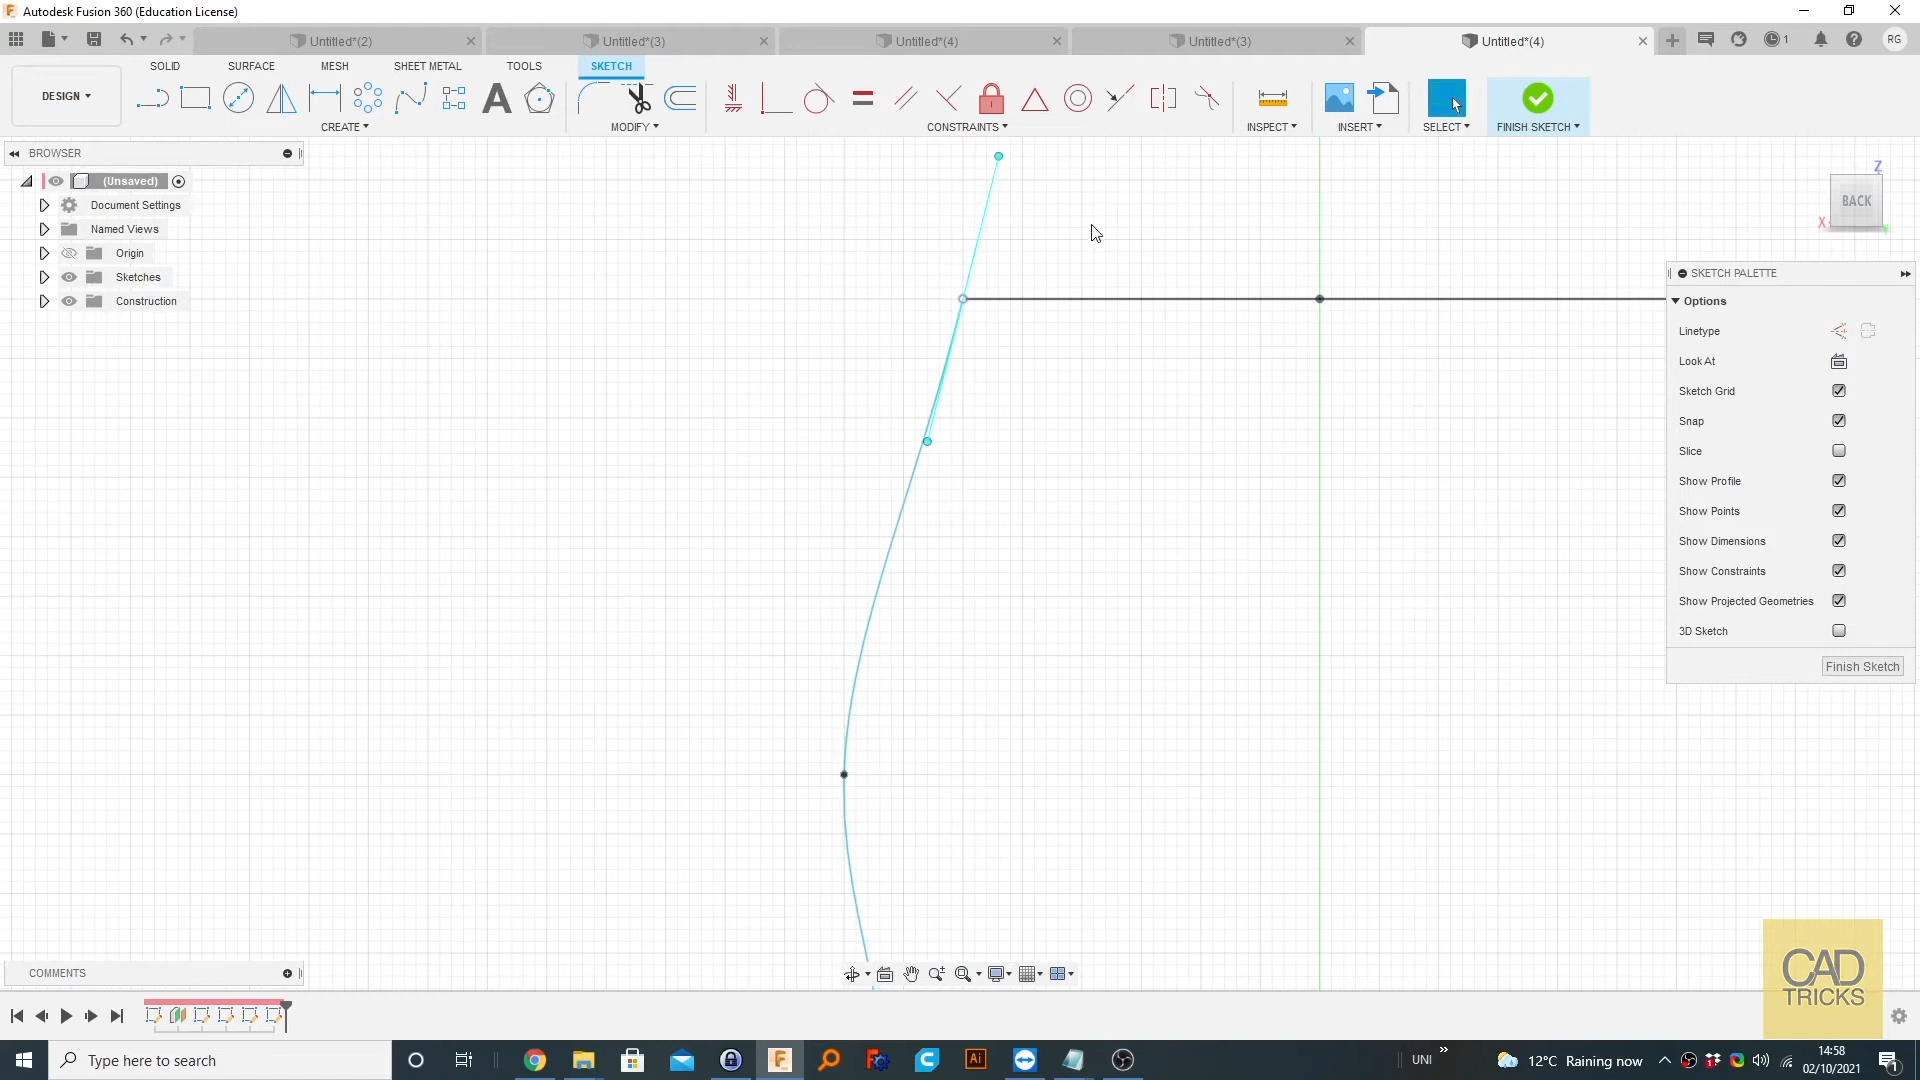 Autodesk Fusion 360 (Education License)
Untitled*(2)
Untitled*(3)
Untitled*(4)
Untitled*(3)
Untitled*(4)
1
RG
SOLID
SURFACE
MESH
SHEET METAL
TOOLS
SKETCH
DESIGN
CREATE
MODIFY
CONSTRAINTS
INSPECT
INSERT
SELECT
FINISH SKETCH
BROWSER
(Unsaved)
Document Settings
Named Views
Origin
Sketches
Construction
Z
BACK
X
SKETCH PALETTE
Options
Linetype
Look At
Sketch Grid
Snap
Slice
Show Profile
Show Points
Show Dimensions
Show Constraints
Show Projected Geometries
3D Sketch
Finish Sketch
COMMENTS
CAD
TRICKS
Type here to search
Ai
UNI
12°C Raining now
14:58
02/10/2021
1